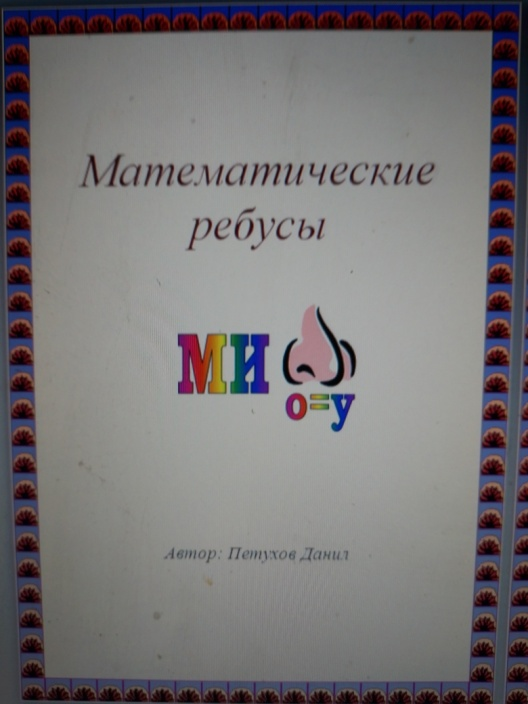 Математические
ребусы
МИ
о=у
Автор: Петухов Данил